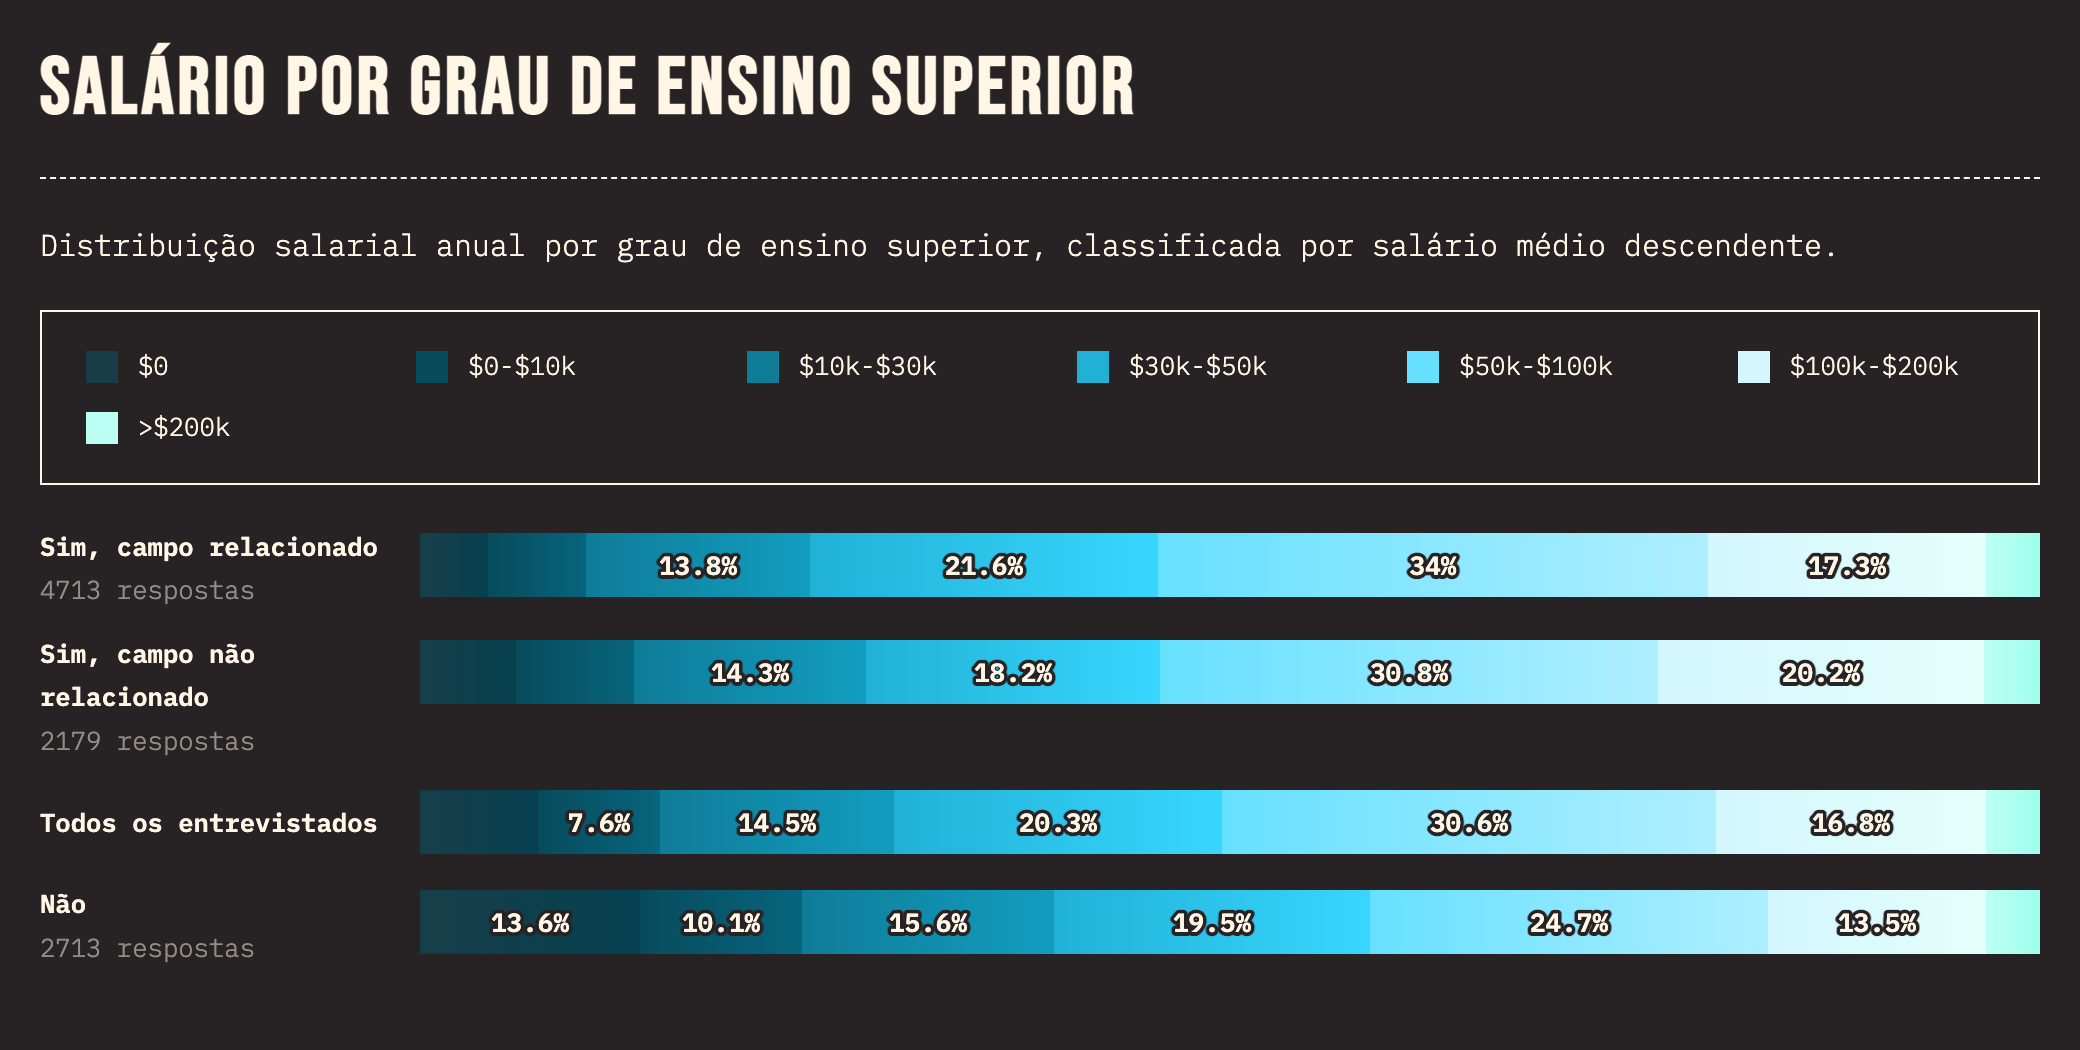 SALÁRIO POR GRAU DE ENSINO SUPERIOR
Distribuição salarial anual por grau de ensino superior, classificada por salário médio descendente.
$0 $0-$10k $10k-$30k $30k-$50k $50k-$100k $100k-$200k
>$200k
Sim, campo relacionado
4713 respostas
13.8% 21.6% 34% 17.3%
Sim, campo não
relacionado
2179 respostas
14.3% 18.2% 30.8% 20.2%
Todos os entrevistados
7.6% 14.5% 20.3% 30.6% 16.8%
Não
2713 respostas
13.6% 10.1% 15.6% 19.5% 24.7% 13.5%